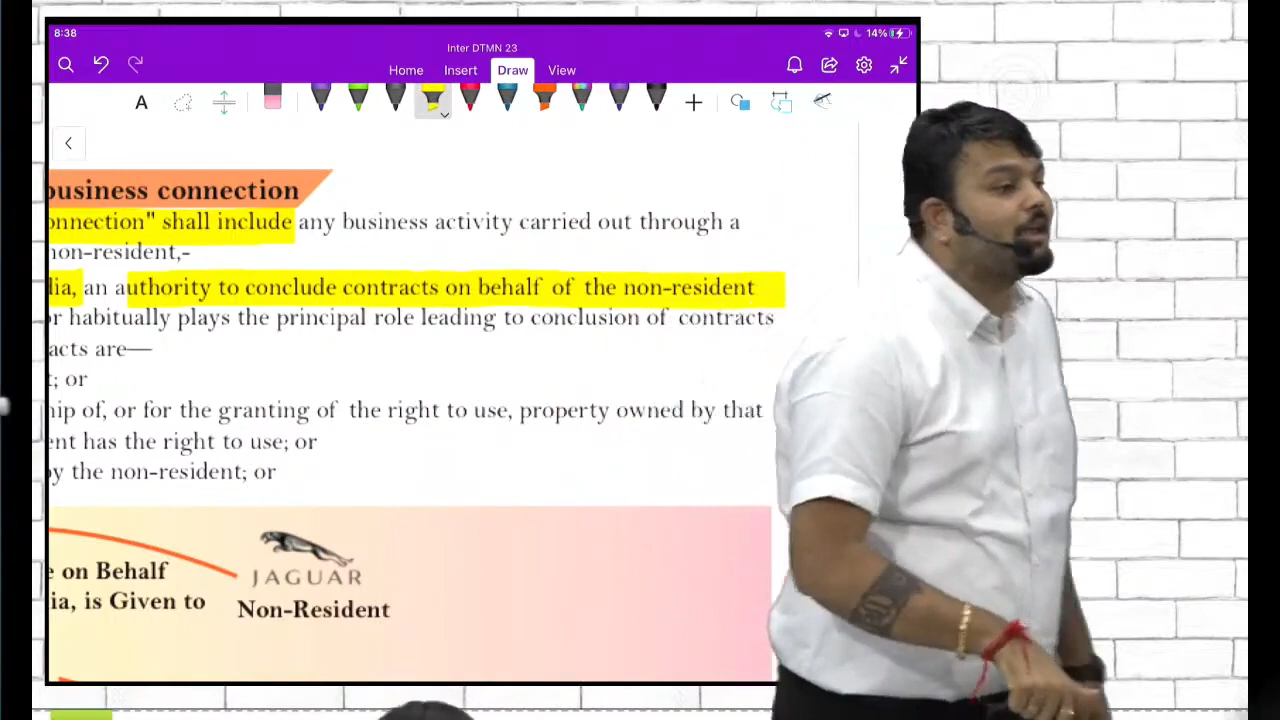 8:38
14%
Inter DTMN 23
Home Insert Draw View
A
business connection
onnection" shall include any business activity carried out through a
non-resident,-
dia, an authority to conclude contracts on behalf of the non-resident
or habitually plays the principal role leading to conclusion of contracts
acts are—
t; or
hip of, or for the granting of the right to use, property owned by that
ent has the right to use; or
by the non-resident; or
e on Behalf
ia, is Given to
JAGUAR
Non-Resident